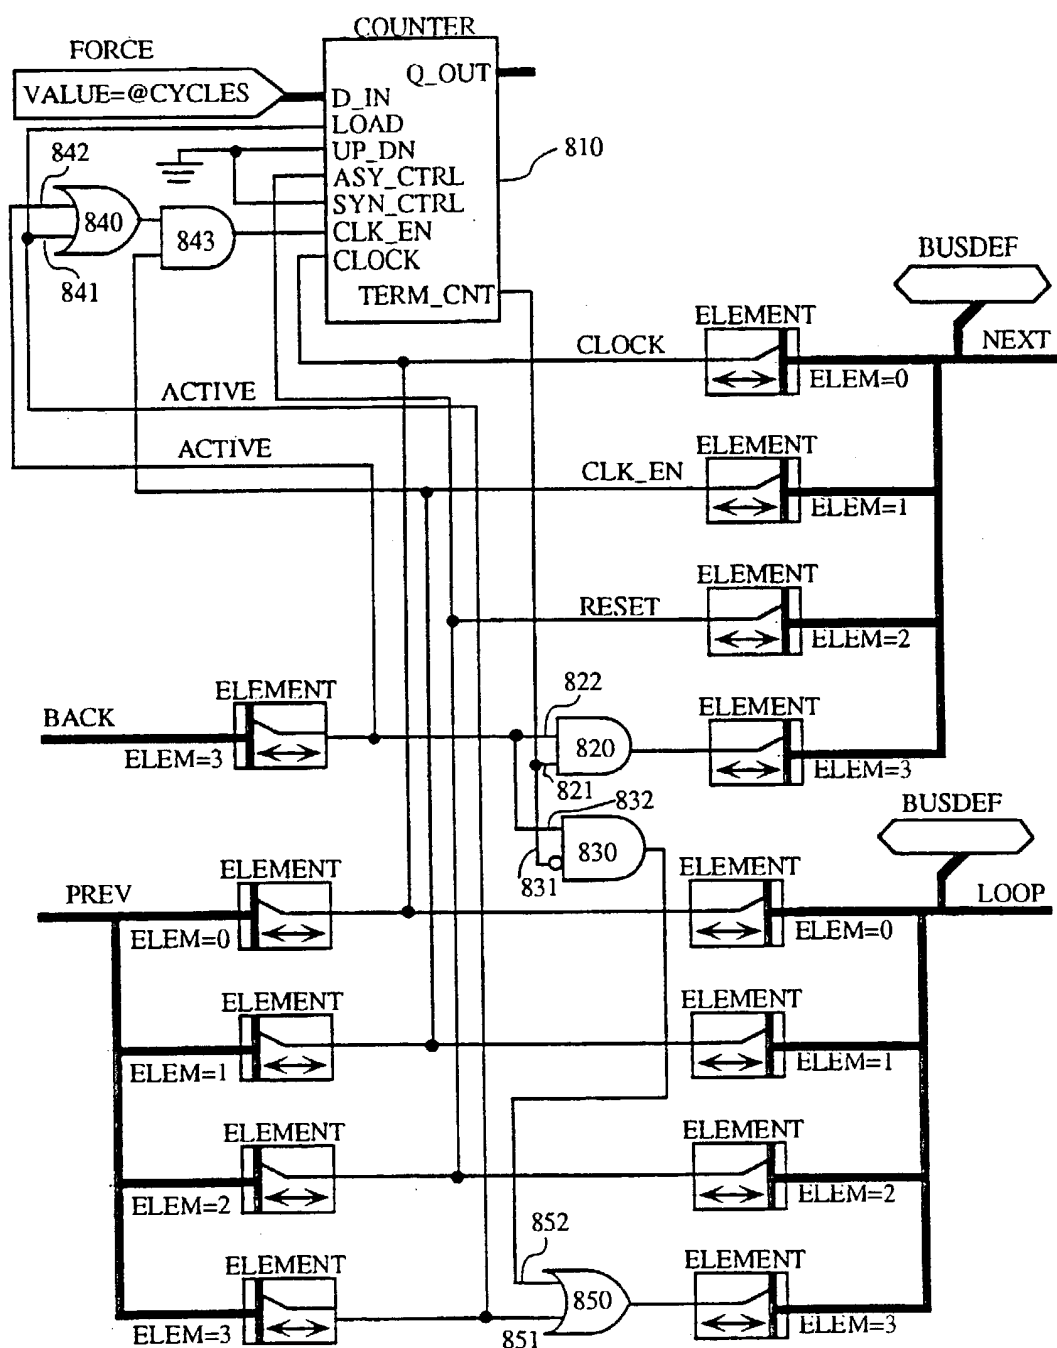 COUNTER
FORCE
VALUE=@CYCLES
Q_OUT
D_IN
LOAD
UP_DN
ASY_CTRL
SYN_CTRL
CLK_EN
CLOCK
TERM_CNT
810
842
840
843
841
BUSDEF
NEXT
CLOCK
ELEMENT
ELEM=0
ACTIVE
ACTIVE
CLK_EN
ELEMENT
ELEM=1
RESET
ELEMENT
ELEM=2
BACK
ELEMENT
ELEM=3
822
820
821
ELEMENT
ELEM=3
832
830
831
BUSDEF
LOOP
PREV
ELEMENT
ELEM=0
ELEMENT
ELEM=0
ELEMENT
ELEM=1
ELEMENT
ELEM=1
ELEMENT
ELEM=2
ELEMENT
ELEM=2
ELEMENT
ELEM=3
852
850
851
ELEMENT
ELEM=3